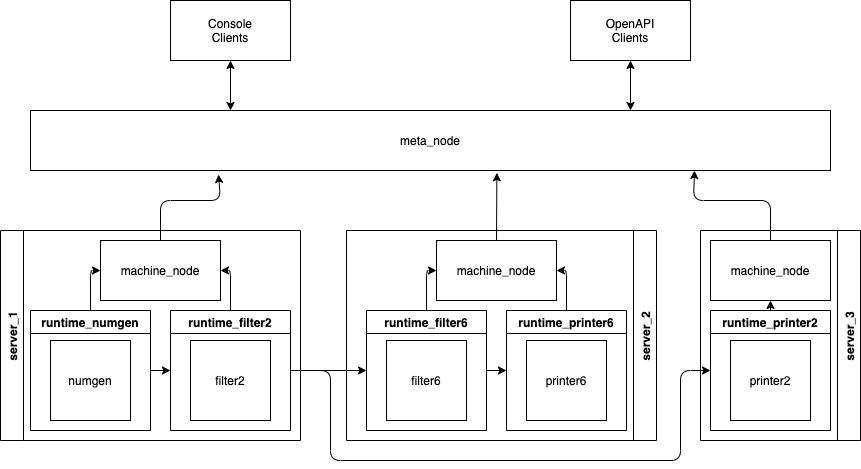 Console
Clients
OpenAPI
Clients
meta_node
server_1
machine_node
runtime_numgen
runtime_filter2
numgen
filter2
machine_node
runtime_filter6
runtime_printer6
filter6
printer6
server_2
machine_node
runtime_printer2
printer2
server_3